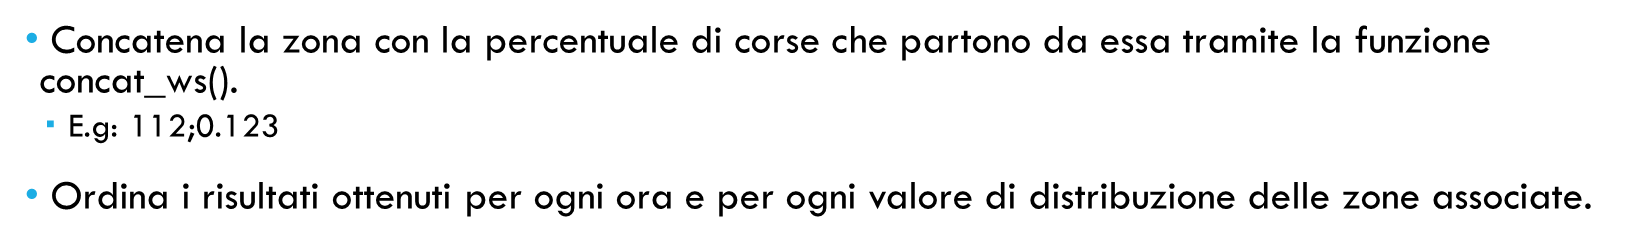 • Concatena la zona con la percentuale di corse che partono da essa tramite la funzione
concat_ws().
▪ E.g: 112;0.123
• Ordina i risultati ottenuti per ogni ora e per ogni valore di distribuzione delle zone associate.